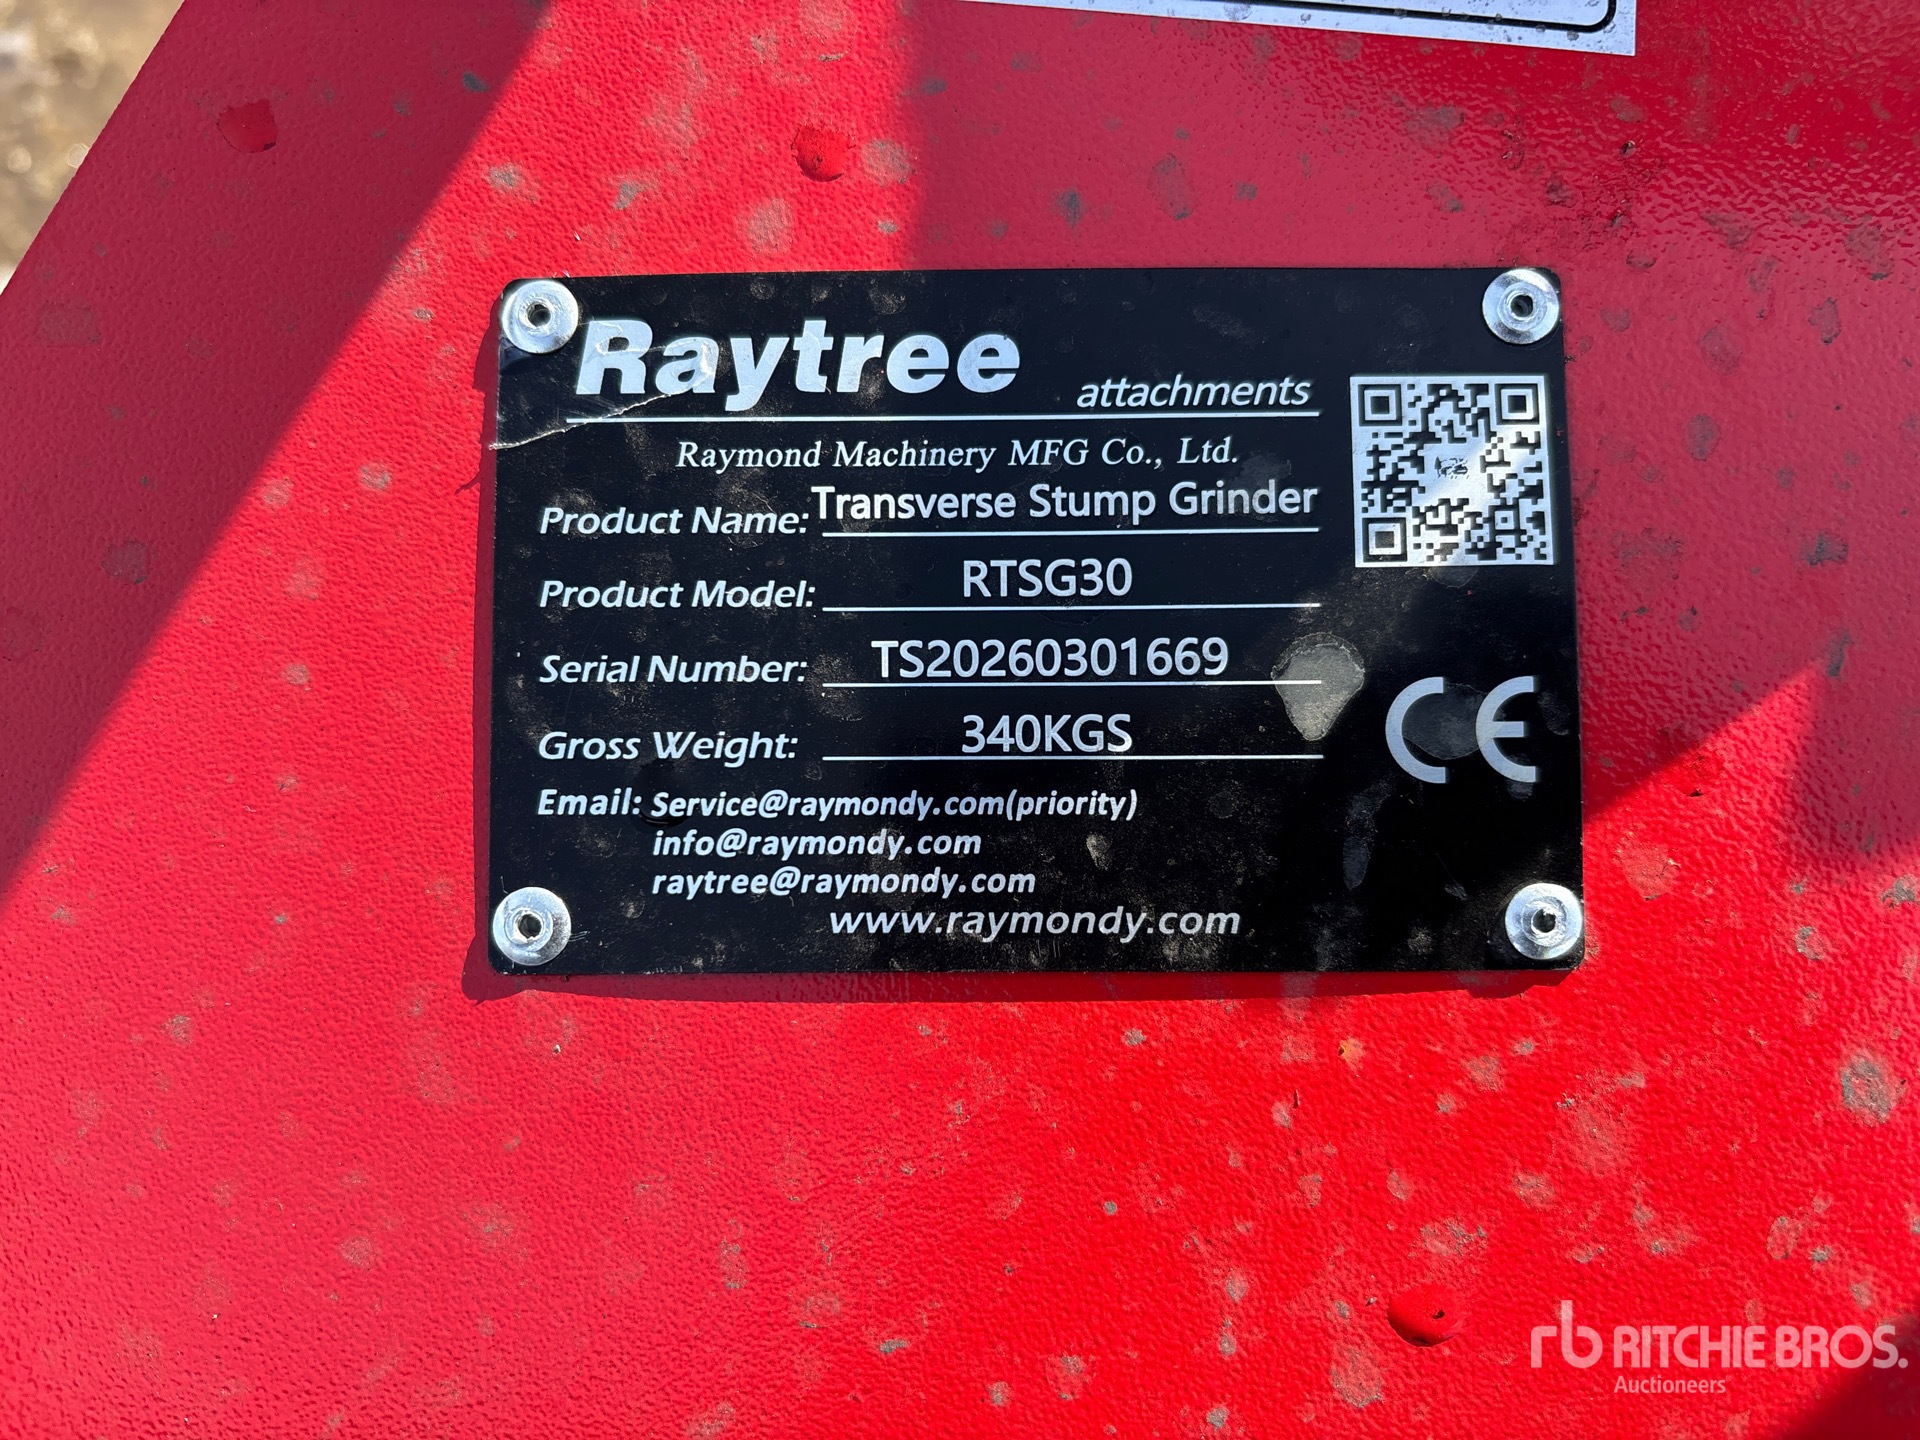 Raytree attachments
Raymond Machinery MFG Co., Ltd.
Product Name: Transverse Stump Grinder
Product Model: RTSG30
Serial Number: TS20260301669
Gross Weight: 340KGS
Email: Service@raymondy.com(priority)
info@raymondy.com
raytree@raymondy.com
www.raymondy.com
CE
rb RITCHIE BROS.
Auctioneers